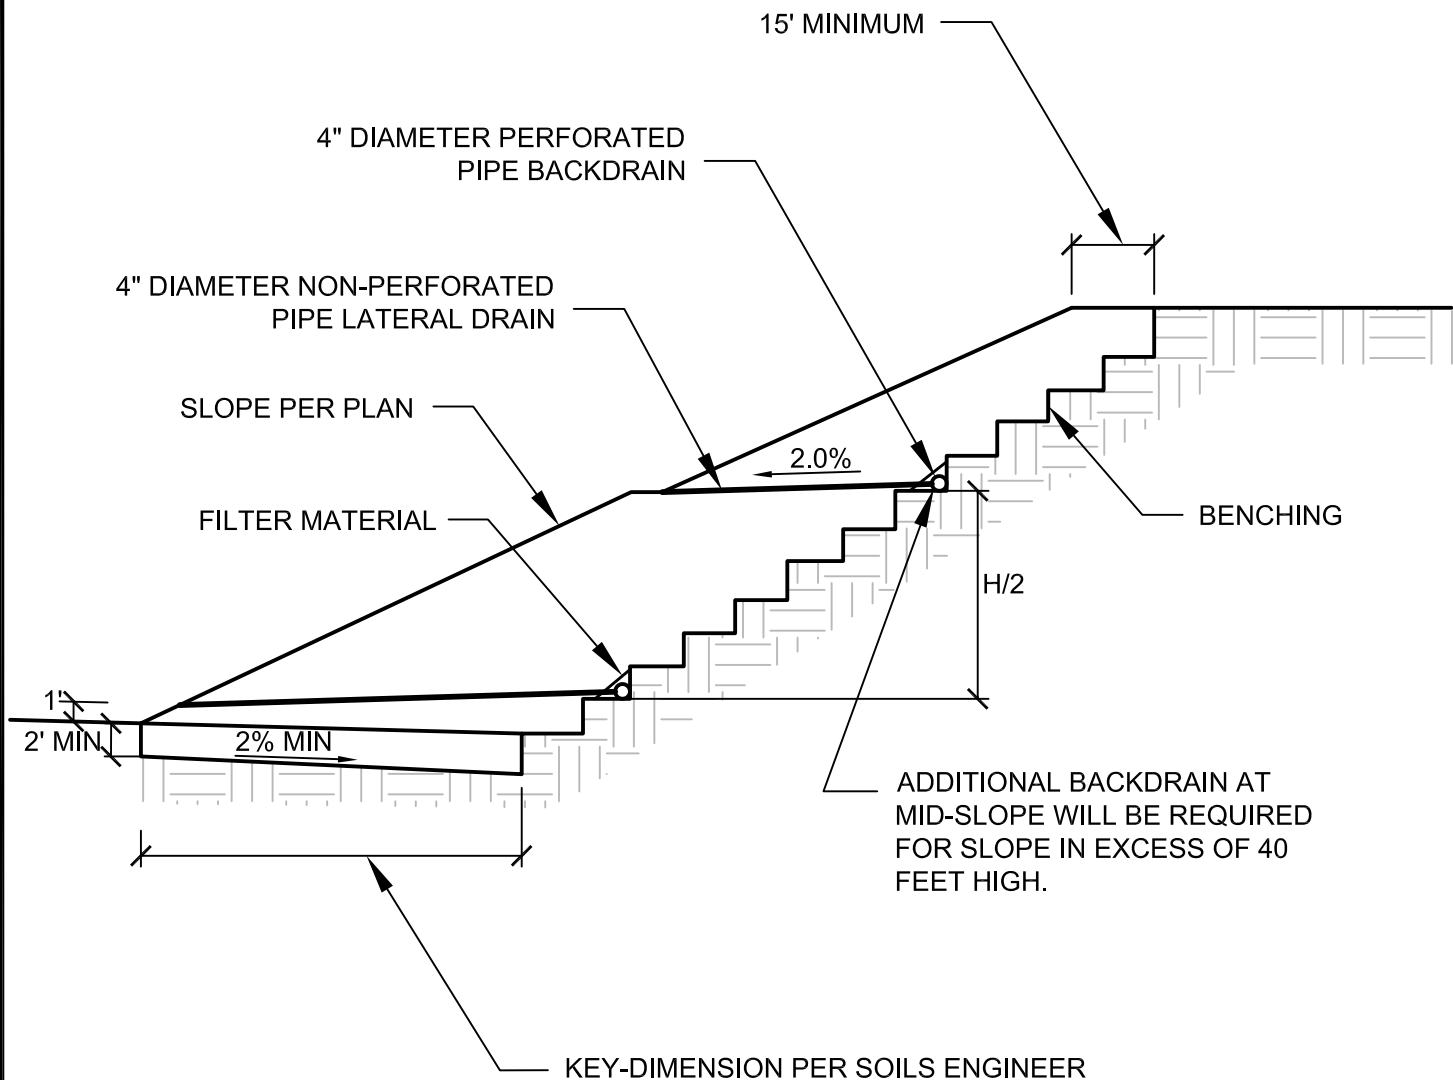 15' MINIMUM
4" DIAMETER PERFORATED
PIPE BACKDRAIN
4" DIAMETER NON-PERFORATED
PIPE LATERAL DRAIN
SLOPE PER PLAN
2.0%
FILTER MATERIAL
BENCHING
H/2
1'
2' MIN
2% MIN
ADDITIONAL BACKDRAIN AT
MID-SLOPE WILL BE REQUIRED
FOR SLOPE IN EXCESS OF 40
FEET HIGH.
KEY-DIMENSION PER SOILS ENGINEER